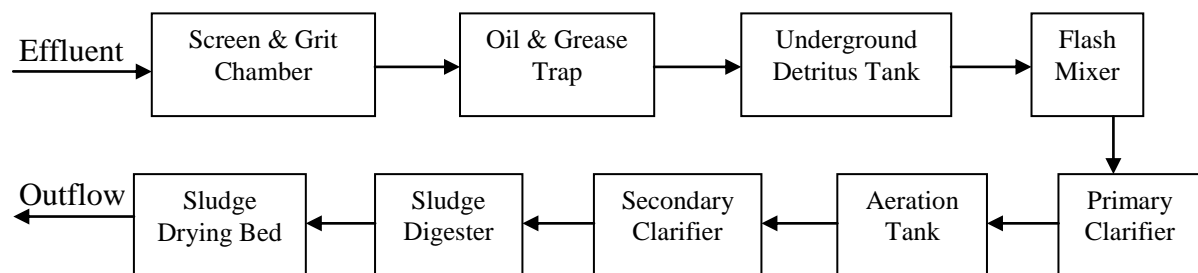 Effluent
Screen & Grit
Chamber
Oil & Grease
Trap
Underground
Detritus Tank
Flash
Mixer
Outflow
Sludge
Drying Bed
Sludge
Digester
Secondary
Clarifier
Aeration
Tank
Primary
Clarifier